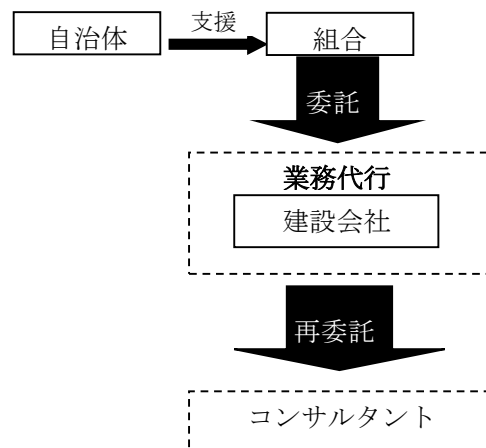 自治体
支援
組合
委託
業務代行
建設会社
再委託
コンサルタント